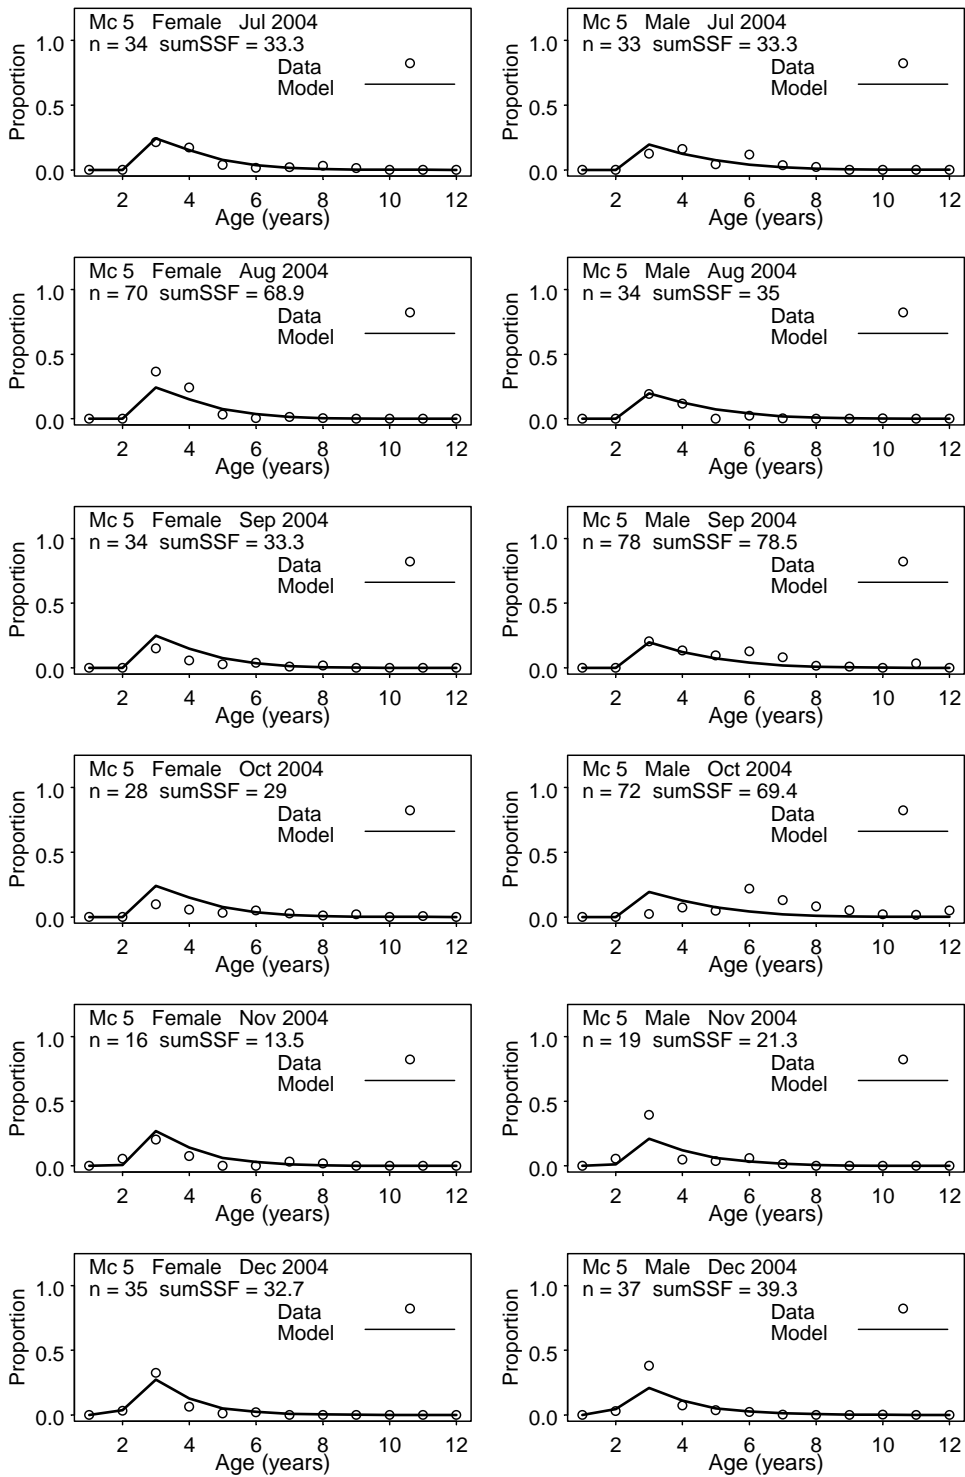 Mc 5 Female Jul 2004
n = 34 sumSSF = 33.3
Data
Model
Proportion
1.0
0.5
0.0
2 4 6 8 10 12
Age (years)
Mc 5 Male Jul 2004
n = 33 sumSSF = 33.3
Data
Model
Proportion
1.0
0.5
0.0
2 4 6 8 10 12
Age (years)
Mc 5 Female Aug 2004
n = 70 sumSSF = 68.9
Data
Model
Proportion
1.0
0.5
0.0
2 4 6 8 10 12
Age (years)
Mc 5 Male Aug 2004
n = 34 sumSSF = 35
Data
Model
Proportion
1.0
0.5
0.0
2 4 6 8 10 12
Age (years)
Mc 5 Female Sep 2004
n = 34 sumSSF = 33.3
Data
Model
Proportion
1.0
0.5
0.0
2 4 6 8 10 12
Age (years)
Mc 5 Male Sep 2004
n = 78 sumSSF = 78.5
Data
Model
Proportion
1.0
0.5
0.0
2 4 6 8 10 12
Age (years)
Mc 5 Female Oct 2004
n = 28 sumSSF = 29
Data
Model
Proportion
1.0
0.5
0.0
2 4 6 8 10 12
Age (years)
Mc 5 Male Oct 2004
n = 72 sumSSF = 69.4
Data
Model
Proportion
1.0
0.5
0.0
2 4 6 8 10 12
Age (years)
Mc 5 Female Nov 2004
n = 16 sumSSF = 13.5
Data
Model
Proportion
1.0
0.5
0.0
2 4 6 8 10 12
Age (years)
Mc 5 Male Nov 2004
n = 19 sumSSF = 21.3
Data
Model
Proportion
1.0
0.5
0.0
2 4 6 8 10 12
Age (years)
Mc 5 Female Dec 2004
n = 35 sumSSF = 32.7
Data
Model
Proportion
1.0
0.5
0.0
2 4 6 8 10 12
Age (years)
Mc 5 Male Dec 2004
n = 37 sumSSF = 39.3
Data
Model
Proportion
1.0
0.5
0.0
2 4 6 8 10 12
Age (years)